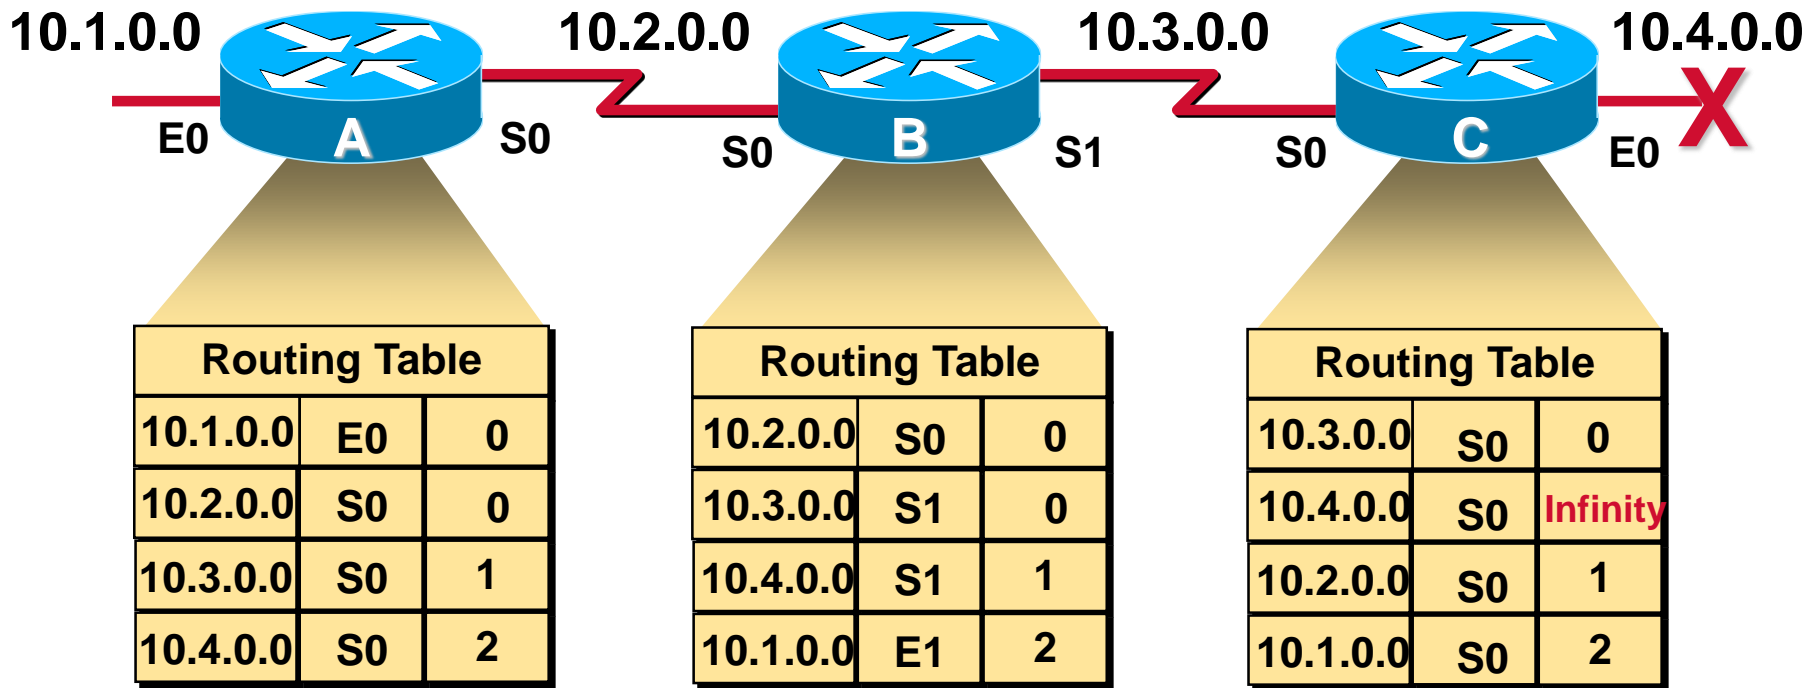 10.1.0.0 10.2.0.0 10.3.0.0 10.4.0.0
E0 A S0 S0 B S1 S0 C E0 X
Routing Table
10.1.0.0 E0 0
10.2.0.0 S0 0
10.3.0.0 S0 1
10.4.0.0 S0 2
Routing Table
10.2.0.0 S0 0
10.3.0.0 S1 0
10.4.0.0 S1 1
10.1.0.0 E1 2
Routing Table
10.3.0.0 S0 0
10.4.0.0 S0 Infinity
10.2.0.0 S0 1
10.1.0.0 S0 2